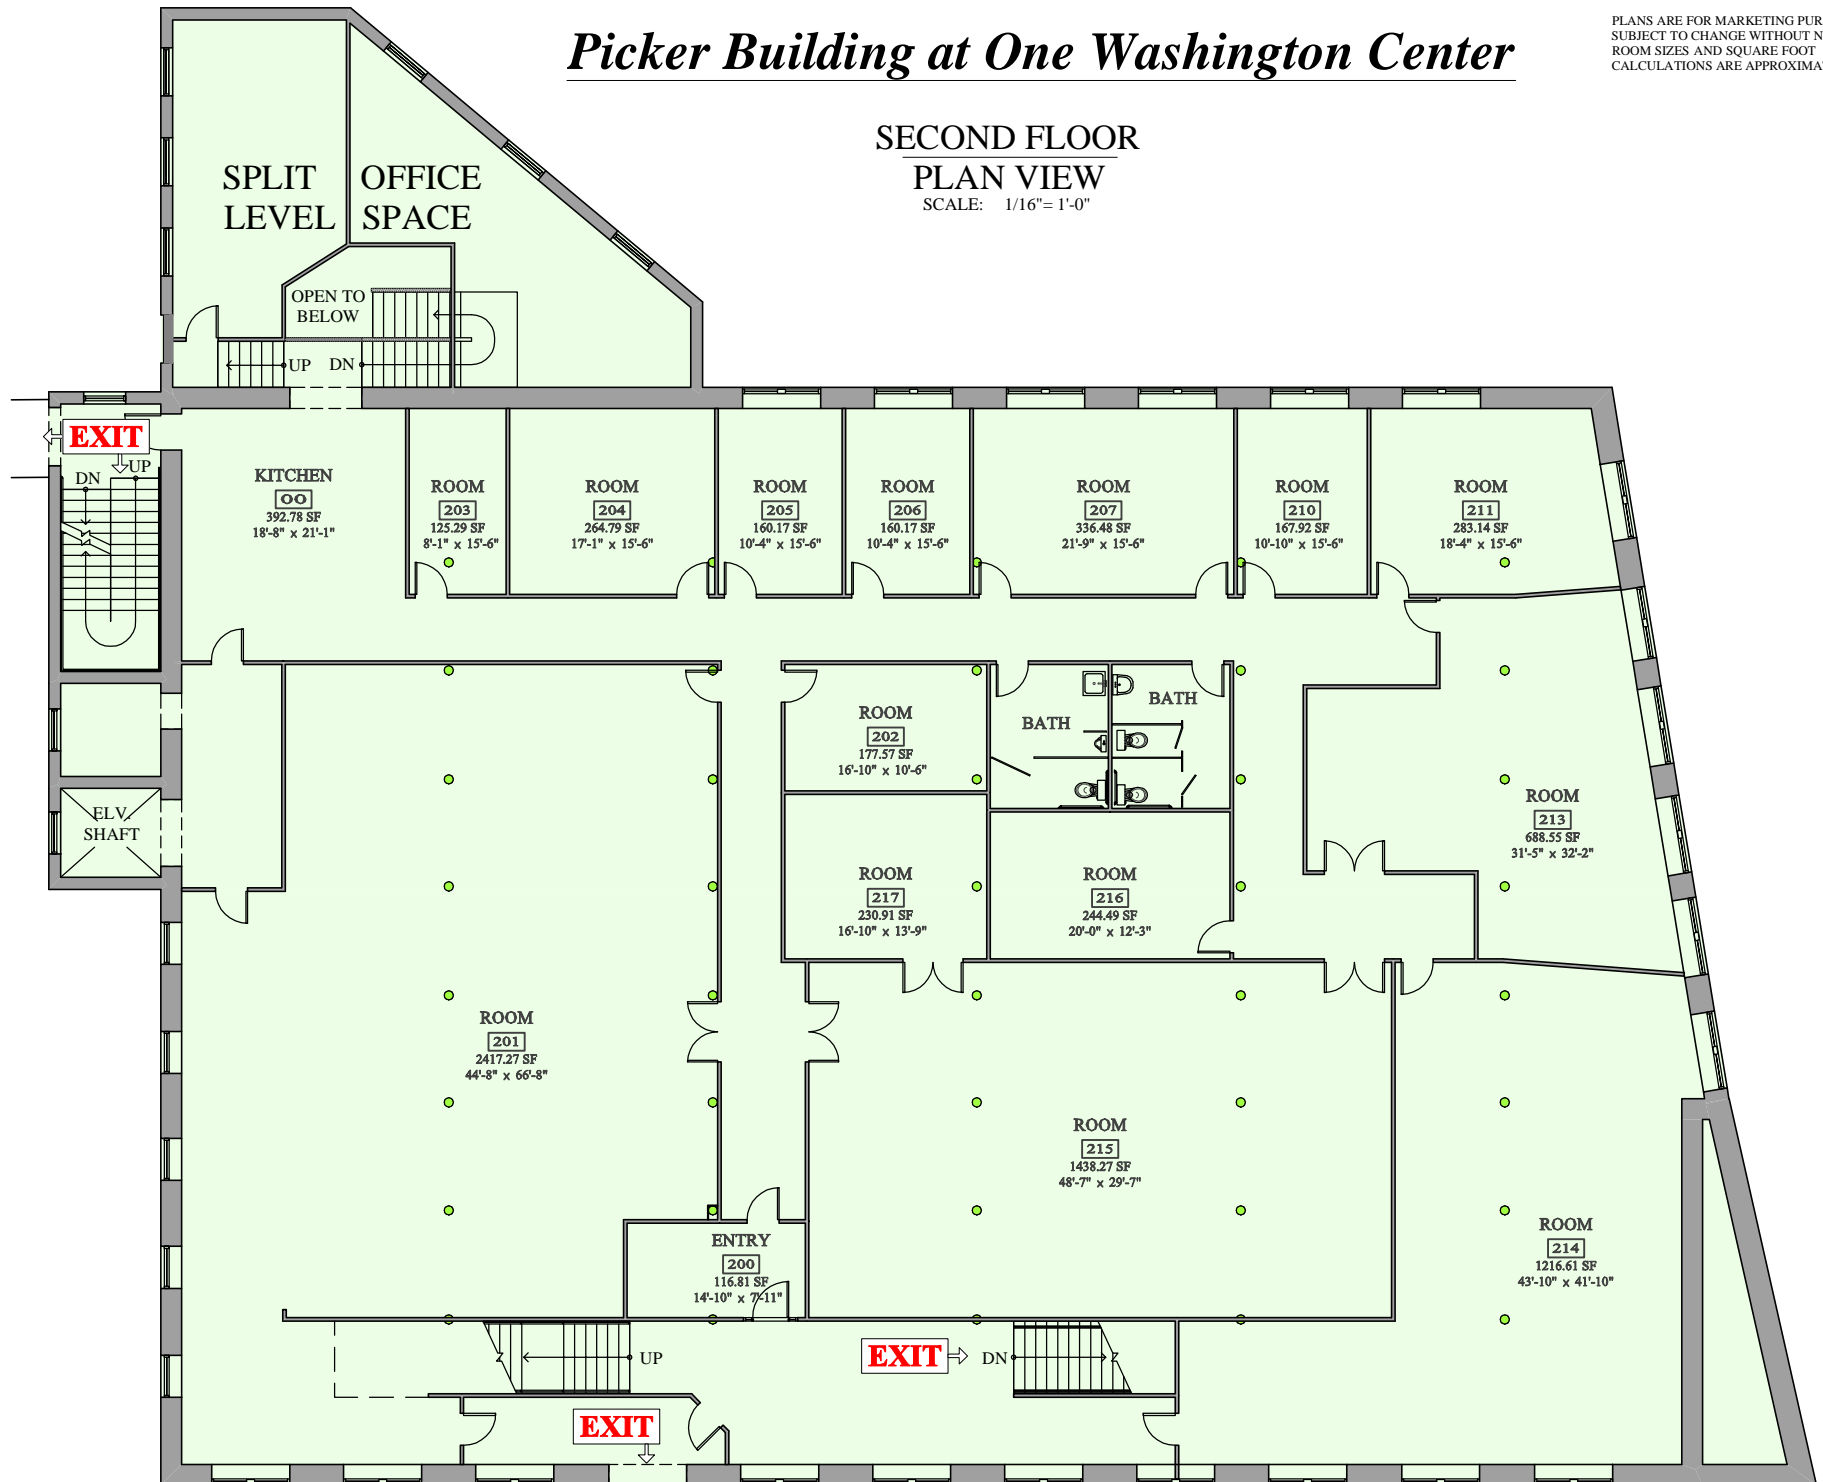 Picker Building at One Washington Center
PLANS ARE FOR MARKETING PUR
SUBJECT TO CHANGE WITHOUT N
ROOM SIZES AND SQUARE FOOT
CALCULATIONS ARE APPROXIMA
SECOND FLOOR
PLAN VIEW
SCALE: 1/16"= 1'-0"
SPLIT OFFICE
LEVEL SPACE
OPEN TO
BELOW
UP DN
EXIT
DN UP
KITCHEN
OO
392.78 SF
18'-8" x 21'-1"
ROOM
203
125.29 SF
8'-1" x 15'-6"
ROOM
204
264.79 SF
17'-1" x 15'-6"
ROOM
205
160.17 SF
10'-4" x 15'-6"
ROOM
206
160.17 SF
10'-4" x 15'-6"
ROOM
207
336.48 SF
21'-9" x 15'-6"
ROOM
210
167.92 SF
10'-10" x 15'-6"
ROOM
211
283.14 SF
18'-4" x 15'-6"
ROOM
202
177.57 SF
16'-10" x 10'-6"
BATH
BATH
ELV.
SHAFT
ROOM
213
688.55 SF
31'-5" x 32'-2"
ROOM
217
230.91 SF
16'-10" x 13'-9"
ROOM
216
244.49 SF
20'-0" x 12'-3"
ROOM
201
2417.27 SF
44'-8" x 66'-8"
ROOM
215
1438.27 SF
48'-7" x 29'-7"
ROOM
214
1216.61 SF
43'-10" x 41'-10"
ENTRY
200
116.81 SF
14'-10" x 7'-11"
UP
EXIT
DN
EXIT